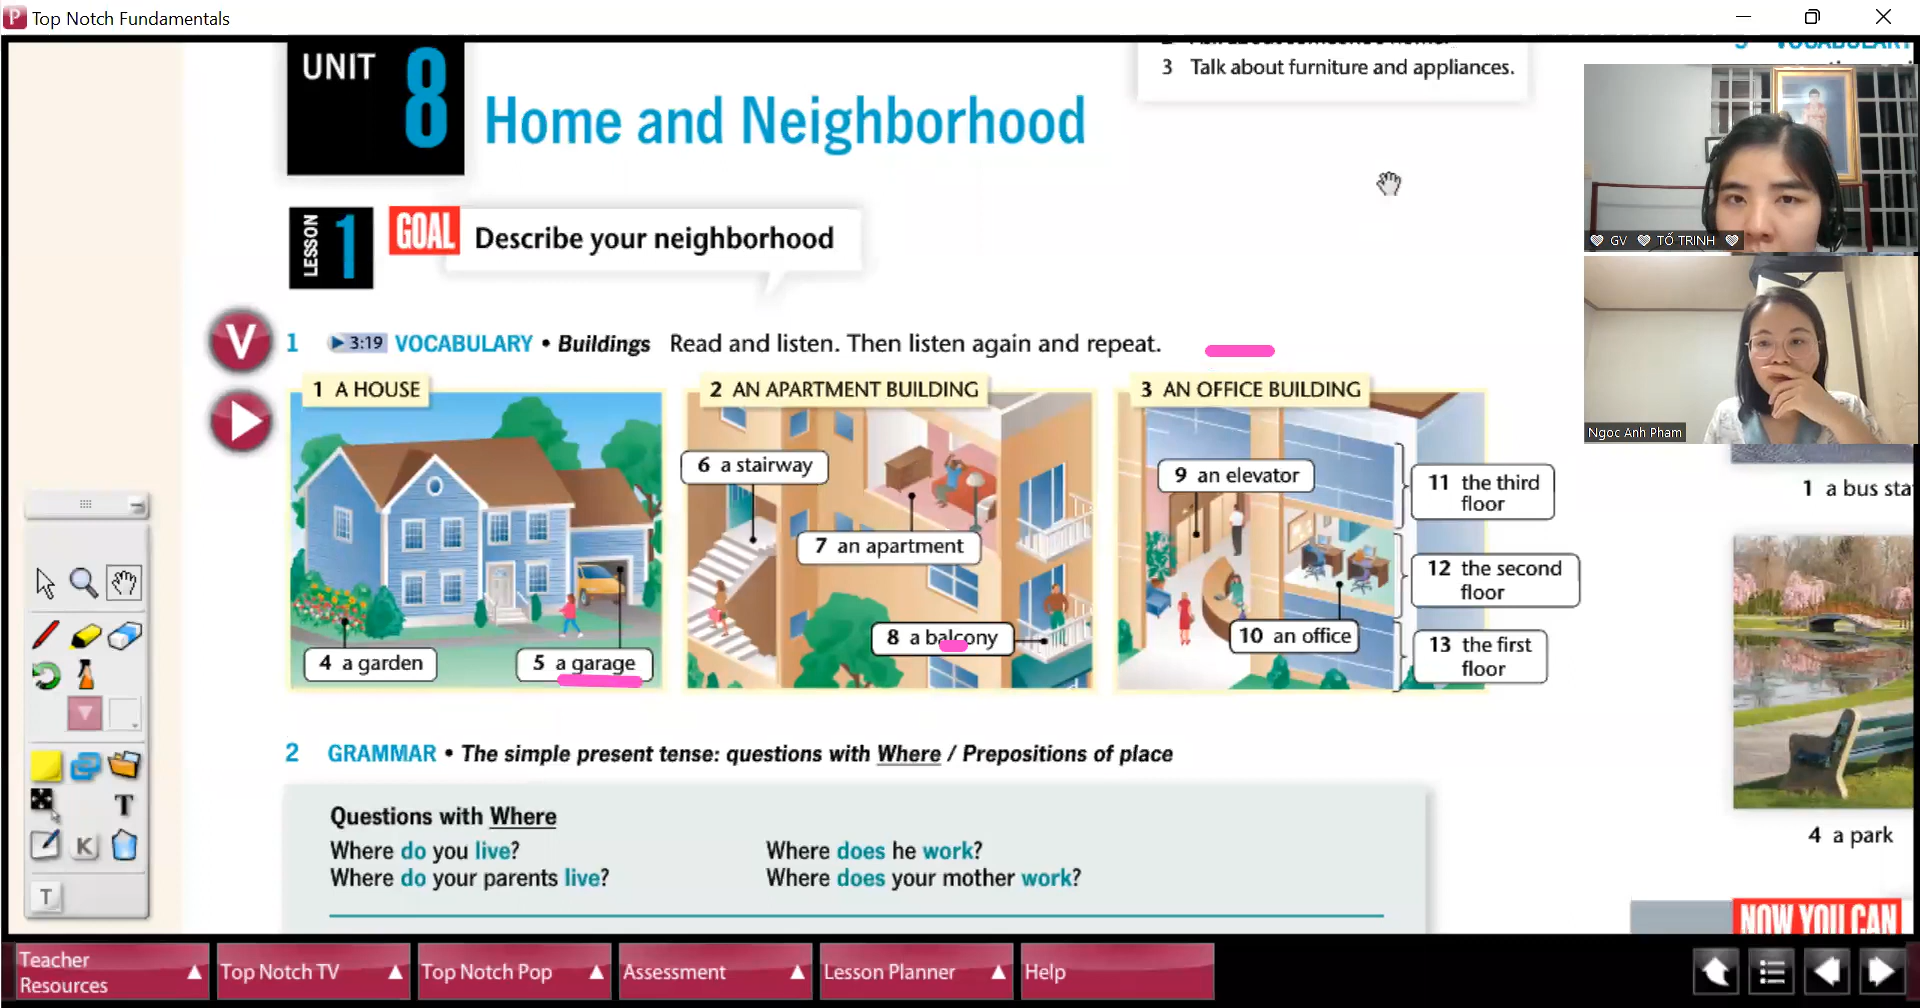 Top Notch Fundamentals
3 Talk about furniture and appliances.
UNIT 8
Home and Neighborhood
LESSON 1
GOAL Describe your neighborhood
GV TỐ TRINH
Ngoc Anh Pham
V
1 3:19 VOCABULARY • Buildings Read and listen. Then listen again and repeat.
1 A HOUSE
2 AN APARTMENT BUILDING
3 AN OFFICE BUILDING
4 a garden
5 a garage
6 a stairway
7 an apartment
8 a balcony
9 an elevator
10 an office
11 the third
floor
12 the second
floor
13 the first
floor
VOCABULARY
1 a bus sta
4 a park
NOW YOU CAN
2 GRAMMAR • The simple present tense: questions with Where / Prepositions of place
Questions with Where
Where do you live?
Where do your parents live?
Where does he work?
Where does your mother work?
T
K
T
Teacher
Resources
Top Notch TV
Top Notch Pop
Assessment
Lesson Planner
Help